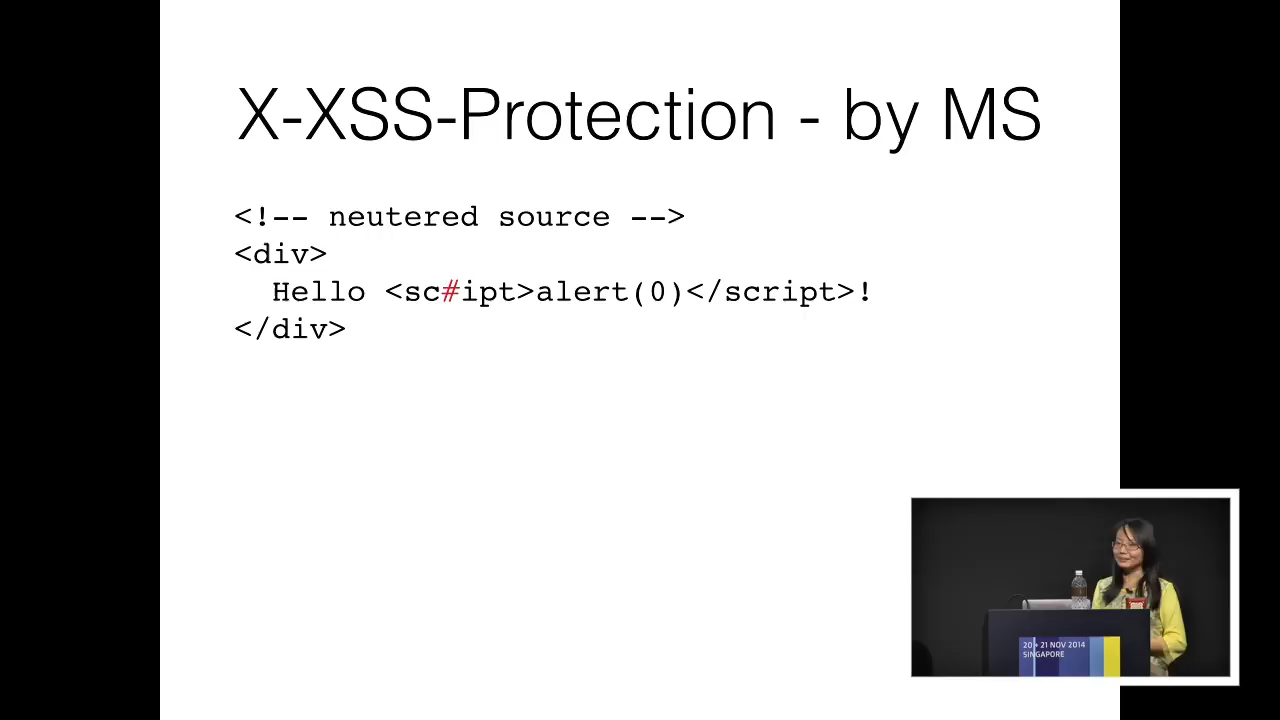 X-XSS-Protection - by MS
<!-- neutered source -->
<div>
  Hello <sc#ipt>alert(0)</script>!
</div>
20 + 21 NOV 2014
SINGAPORE